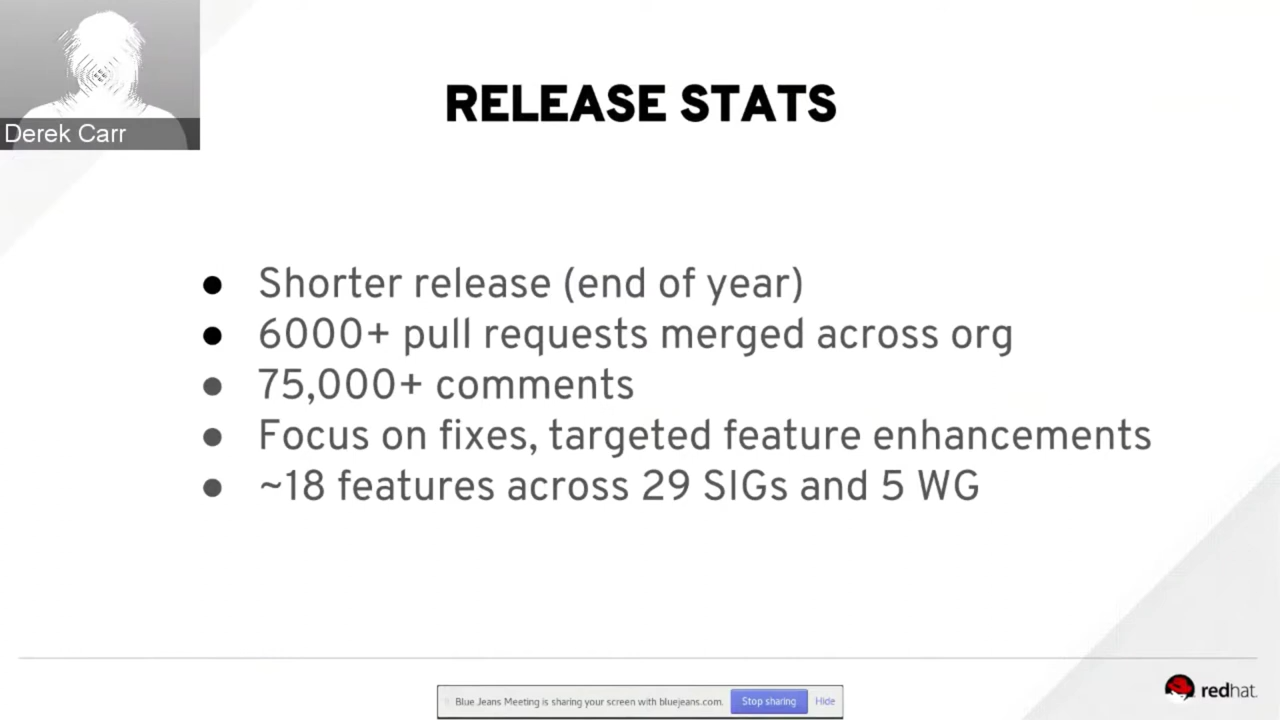 Derek Carr
RELEASE STATS
● Shorter release (end of year)
● 6000+ pull requests merged across org
● 75,000+ comments
● Focus on fixes, targeted feature enhancements
● ~18 features across 29 SIGs and 5 WG
Blue Jeans Meeting is sharing your screen with bluejeans.com. Stop sharing Hide
redhat.